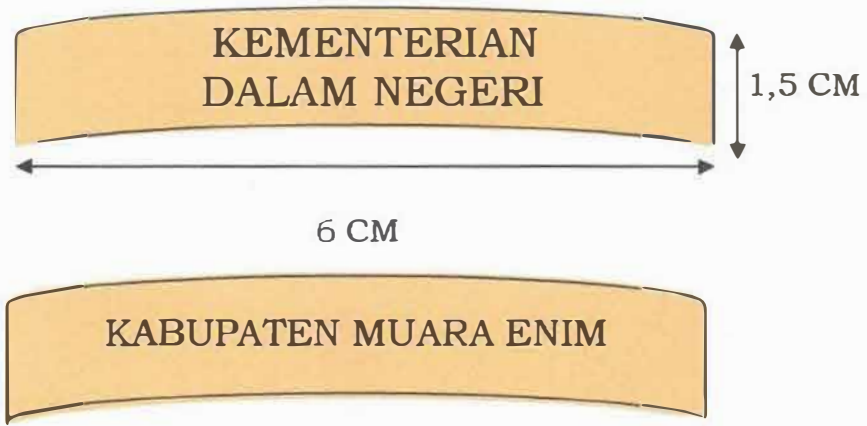 KEMENTERIAN
DALAM NEGERI
1,5 CM
6 CM
KABUPATEN MUARA ENIM